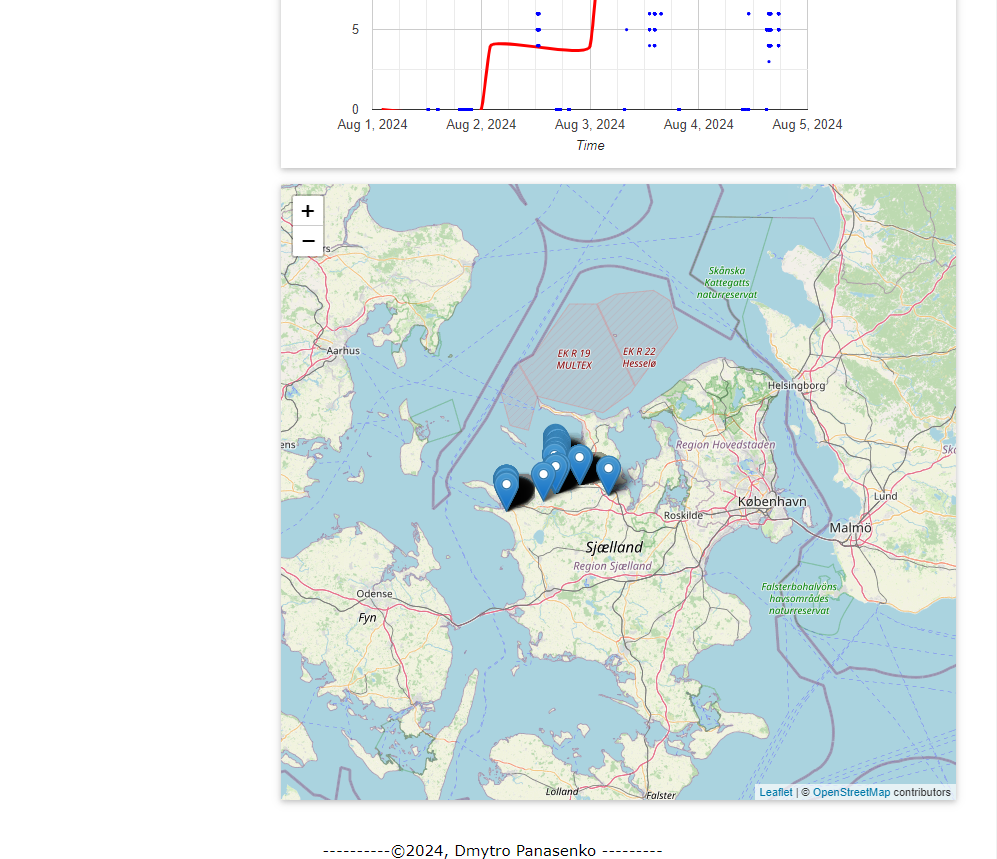 5
0
Aug 1, 2024 Aug 2, 2024 Aug 3, 2024 Aug 4, 2024 Aug 5, 2024
Time
+
−
rs
Skånska
Kattegatts
naturreservat
Aarhus
EK R 19
MULTEX
EK R 22
Hesselø
Helsingborg
ens
Region Hovedstaden
København
Lund
Roskilde
Malmö
Sjælland
Region Sjælland
Odense
Falsterbohalvöns
havsområdes
naturreservat
Fyn
Lolland
Falster
Leaflet | © OpenStreetMap contributors
----------©2024, Dmytro Panasenko ---------